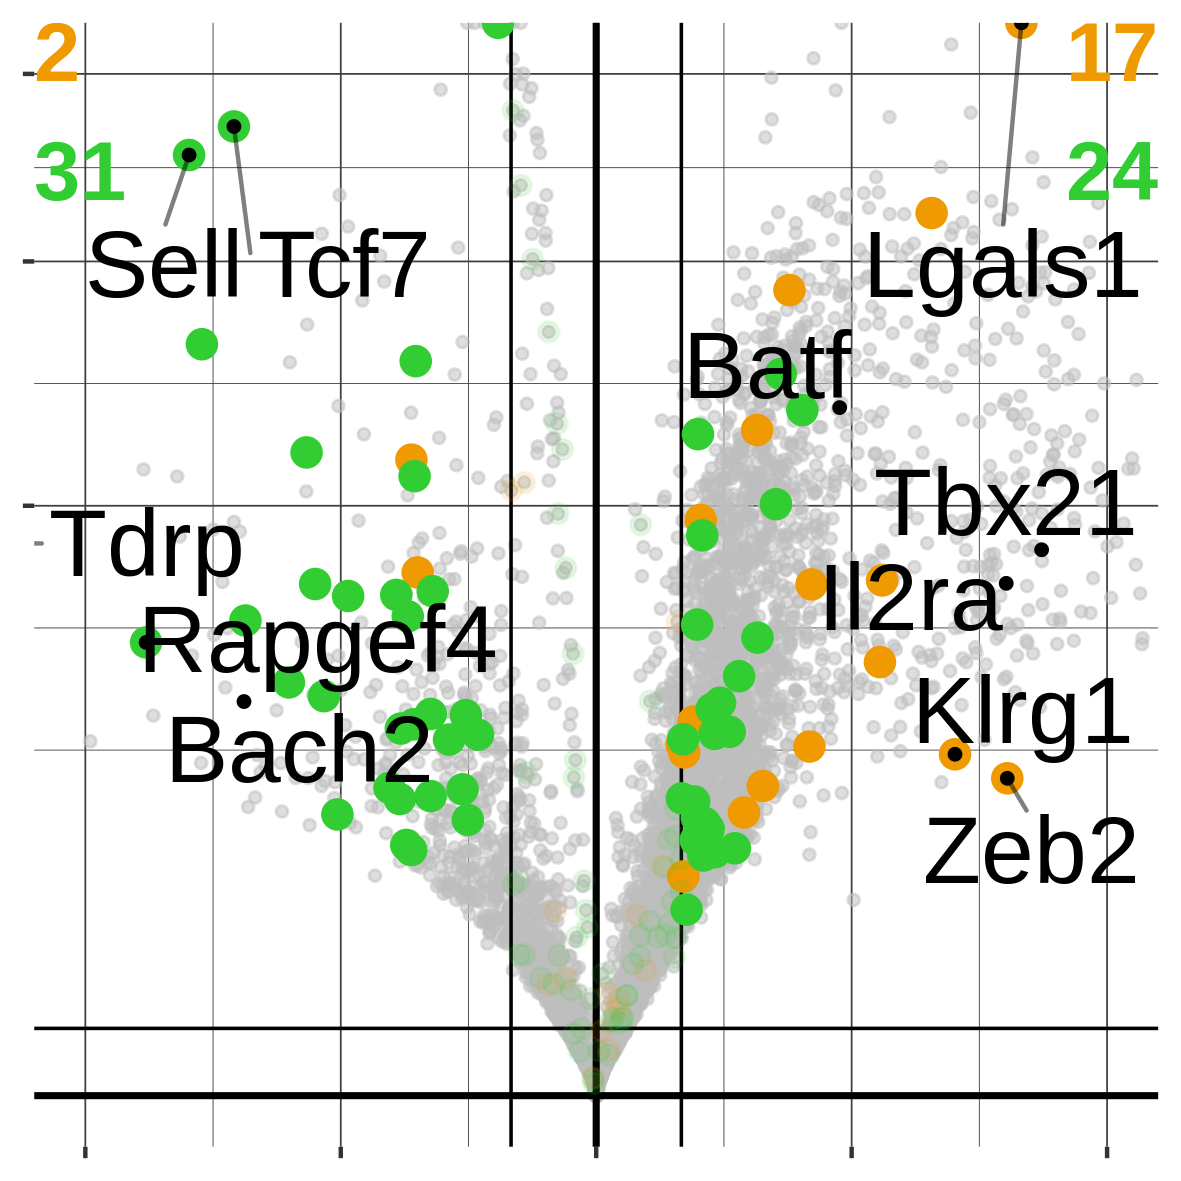 2 17
31 24
Sell Tcf7 Lgals1
Batf
Tbx21
Tdrp
Il2ra
Rapgef4
Klrg1
Bach2
Zeb2